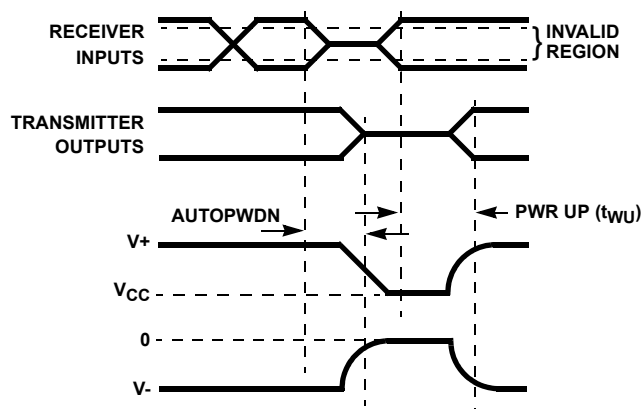 RECEIVER
INPUTS
INVALID
REGION
TRANSMITTER
OUTPUTS
AUTOPWDN
PWR UP (tWU)
V+
VCC
0
V-